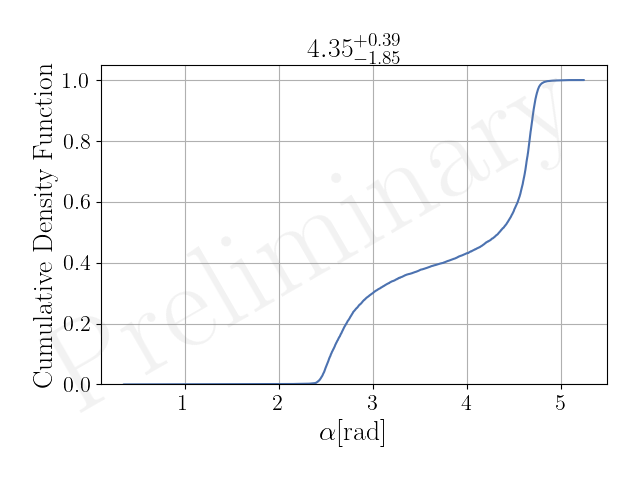 4.35^{+0.39}_{-1.85}
Cumulative Density Function
1.0
0.8
0.6
0.4
0.2
0.0
1 2 3 4 5
α[rad]
Preliminary